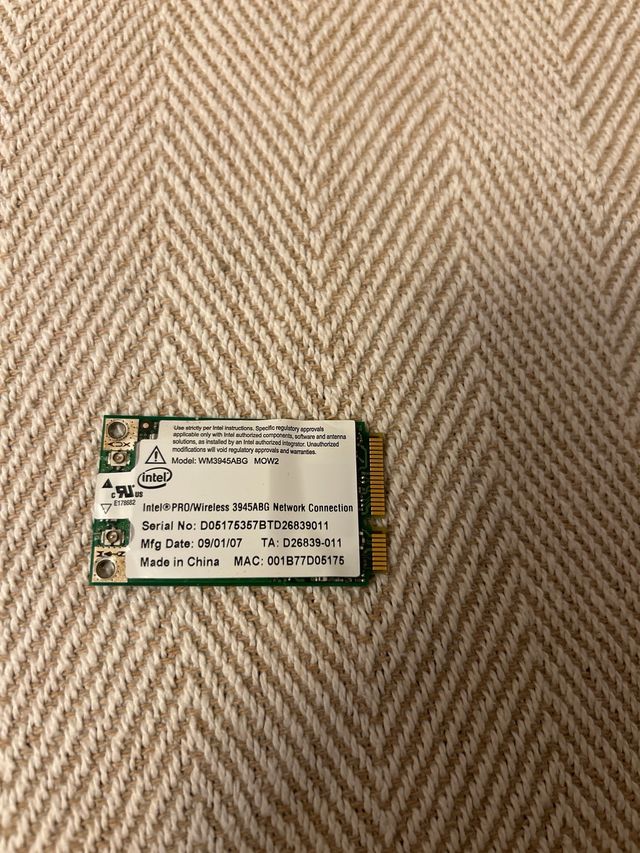 Use strictly per Intel instructions. Specific regulatory approvals
applicable only with Intel authorized components, software and antenna
solutions, as installed by an Intel authorized integrator. Unauthorized
modifications will void regulatory approvals and warranties.
Model: WM3945ABG MOW2
intel
c RU US
E178682
Intel®PRO/Wireless 3945ABG Network Connection
Serial No: D05175357BTD26839011
Mfg Date: 09/01/07 TA: D26839-011
Made in China MAC: 001B77D05175